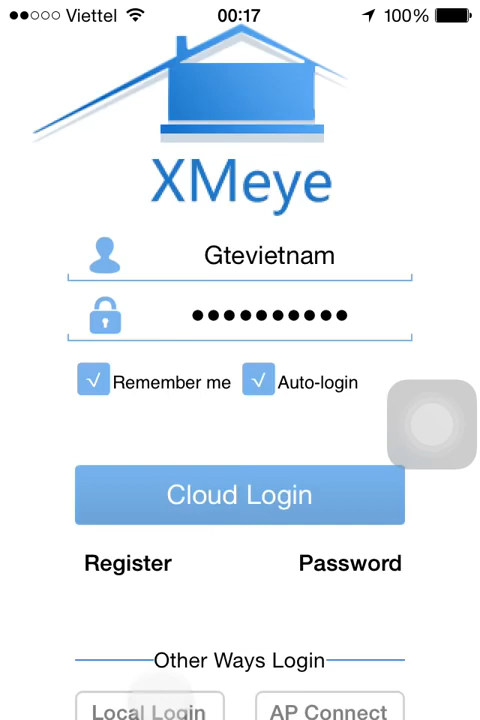 Viettel 00:17 100%
XMeye
Gtevietnam
Remember me Auto-login
Cloud Login
Register Password
Other Ways Login
Local Login AP Connect